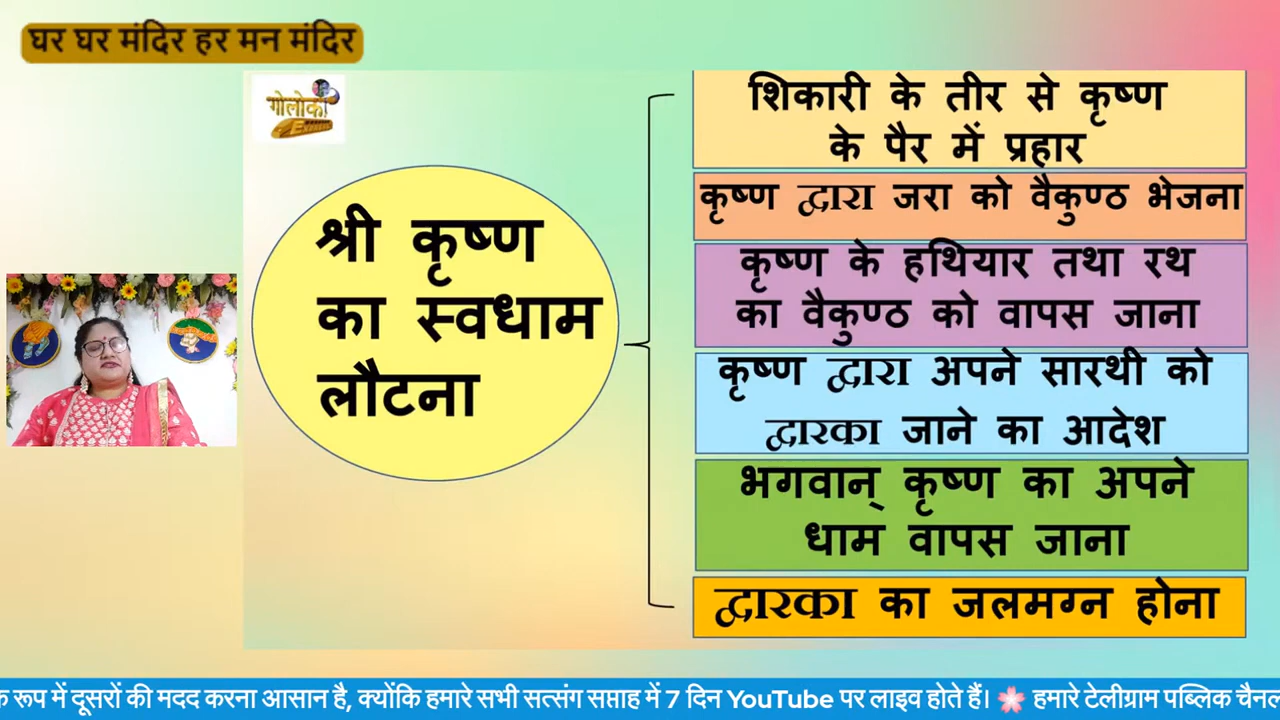 घर घर मंदिर हर मन मंदिर
गोलोका
Express
श्री कृष्ण
का स्वधाम
लौटना
शिकारी के तीर से कृष्ण
के पैर में प्रहार
कृष्ण द्वारा जरा को वैकुण्ठ भेजना
कृष्ण के हथियार तथा रथ
का वैकुण्ठ को वापस जाना
कृष्ण द्वारा अपने सारथी को
द्वारका जाने का आदेश
भगवान् कृष्ण का अपने
धाम वापस जाना
द्वारका का जलमग्न होना
रूप में दूसरों की मदद करना आसान है, क्योंकि हमारे सभी सत्संग सप्ताह में 7 दिन YouTube पर लाइव होते हैं। 🌸 हमारे टेलीग्राम पब्लिक